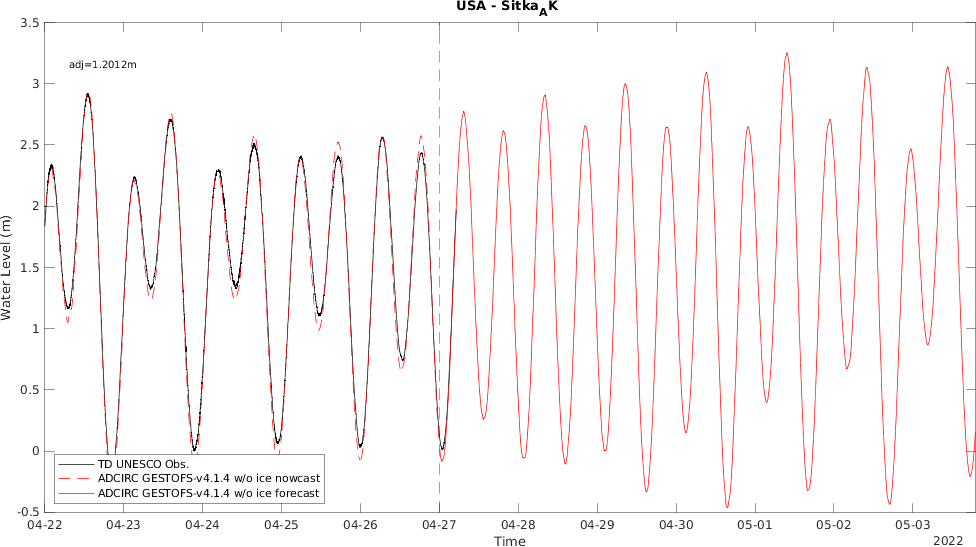 USA - Sitka_AK
3.5
adj=1.2012m
3
2.5
2
1.5
1
0.5
0
-0.5
Water Level (m)
TD UNESCO Obs.
ADCIRC GESTOFS-v4.1.4 w/o ice nowcast
ADCIRC GESTOFS-v4.1.4 w/o ice forecast
04-22 04-23 04-24 04-25 04-26 04-27 04-28 04-29 04-30 05-01 05-02 05-03
Time
2022